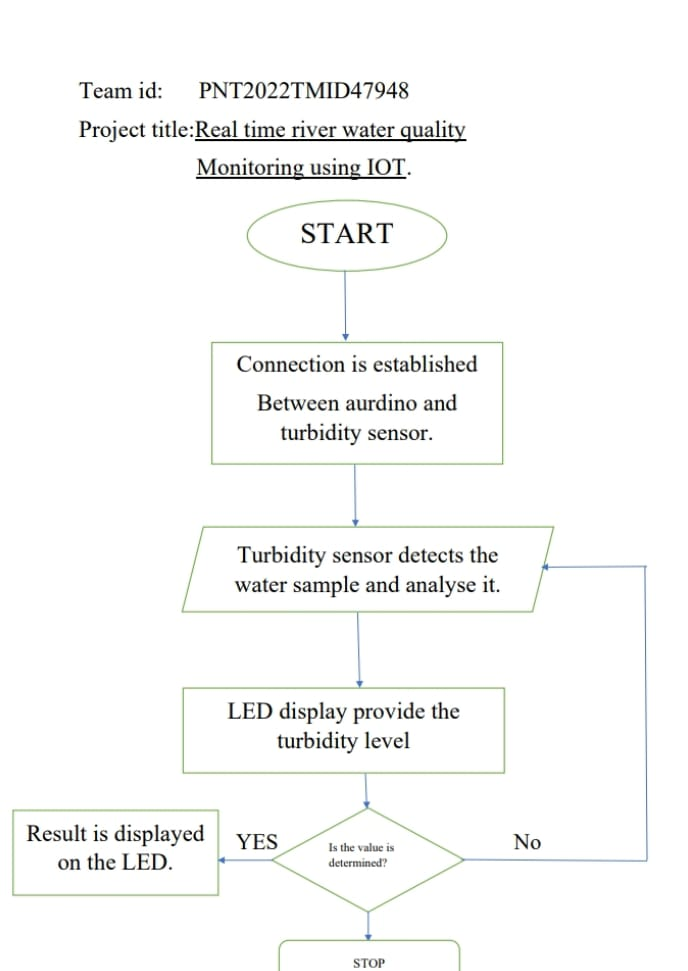 Team id: PNT2022TMID47948
Project title:Real time river water quality
Monitoring using IOT.
START
Connection is established
Between aurdino and
turbidity sensor.
Turbidity sensor detects the
water sample and analyse it.
LED display provide the
turbidity level
Result is displayed
on the LED.
YES
Is the value is
determined?
No
STOP